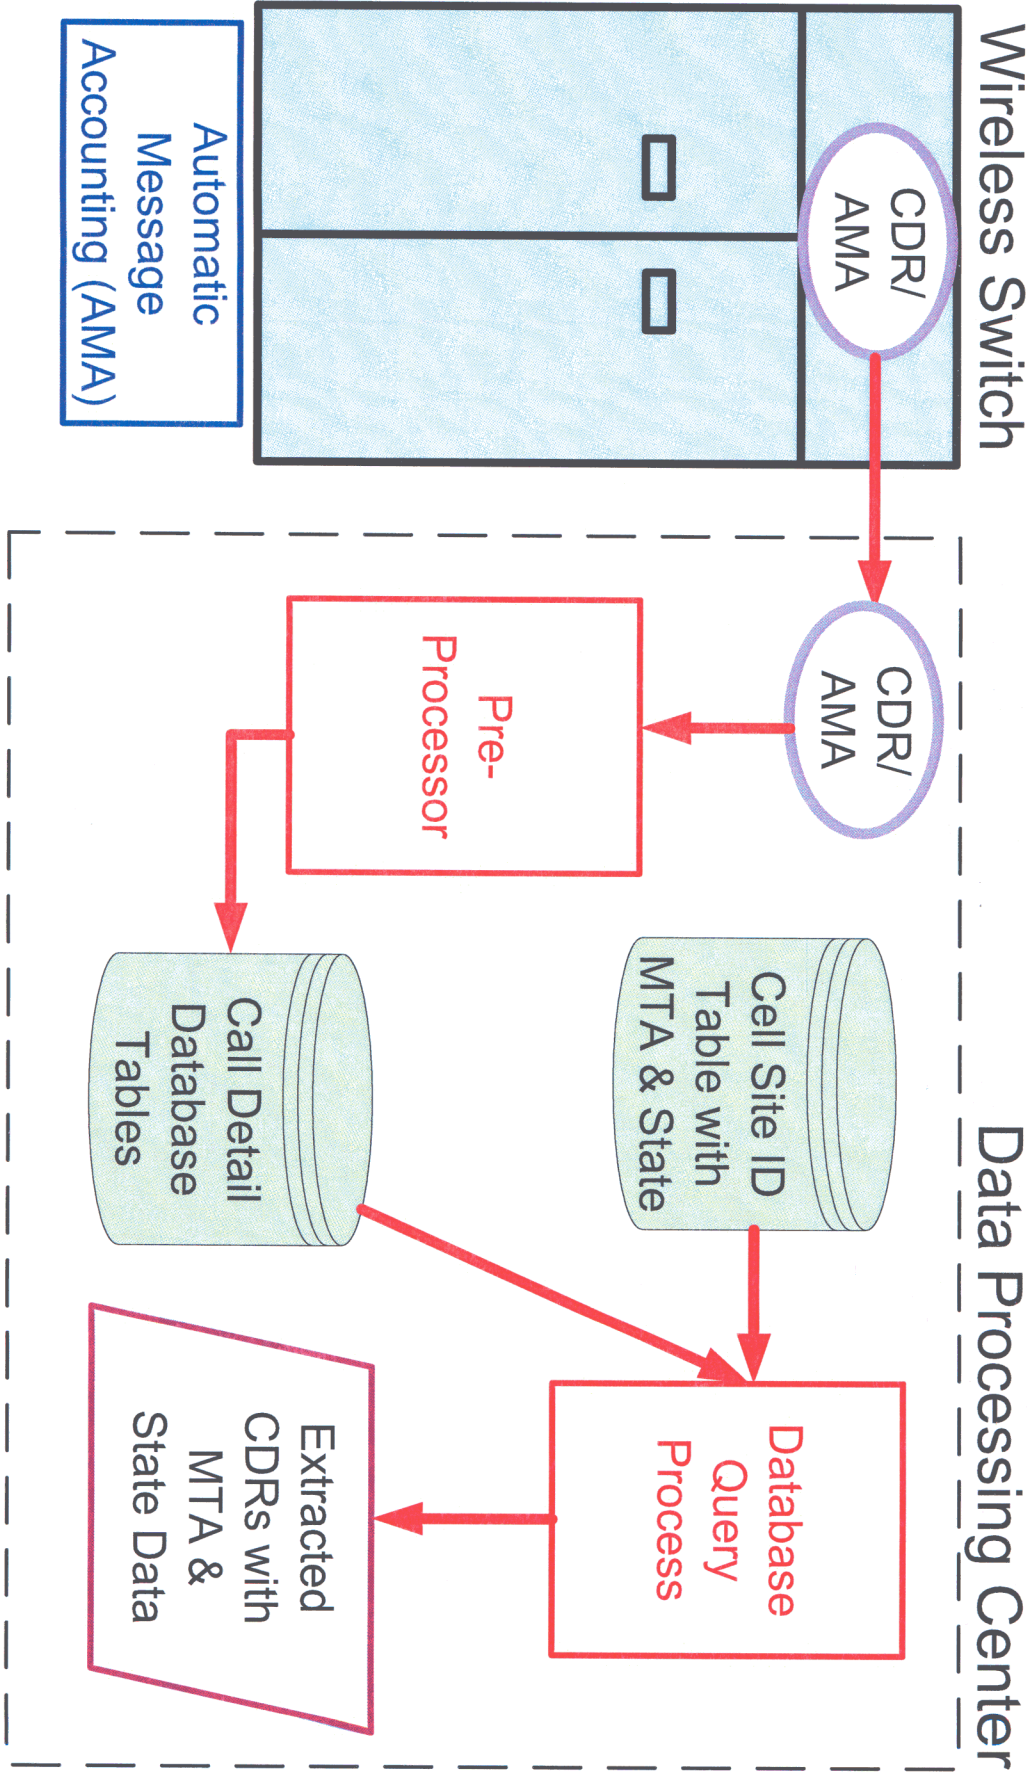 Wireless Switch
CDR/
AMA
Automatic
Message
Accounting (AMA)
Data Processing Center
CDR/
AMA
Pre-
Processor
Cell Site ID
Table with
MTA & State
Call Detail
Database
Tables
Database
Query
Process
Extracted
CDRs with
MTA &
State Data